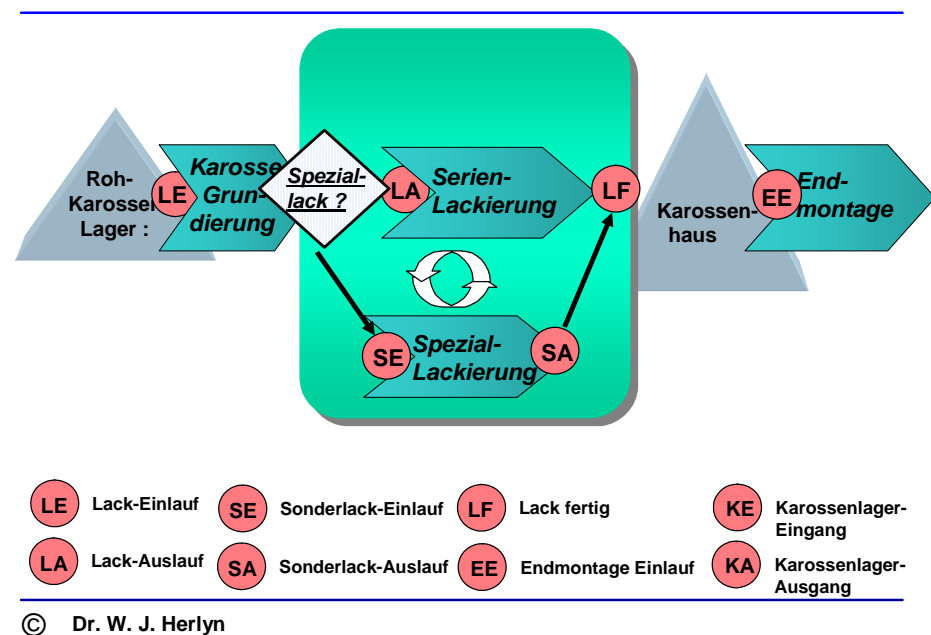 Roh-
Karossen
Lager :
LE
Karosse
Grun-
dierung
Spezial-
lack ?
LA
Serien-
Lackierung
LF
SE
Spezial-
Lackierung
SA
Karossen-
haus
EE
End-
montage
LE Lack-Einlauf
SE Sonderlack-Einlauf
LF Lack fertig
KE Karossenlager-
Eingang
LA Lack-Auslauf
SA Sonderlack-Auslauf
EE Endmontage Einlauf
KA Karossenlager-
Ausgang
© Dr. W. J. Herlyn